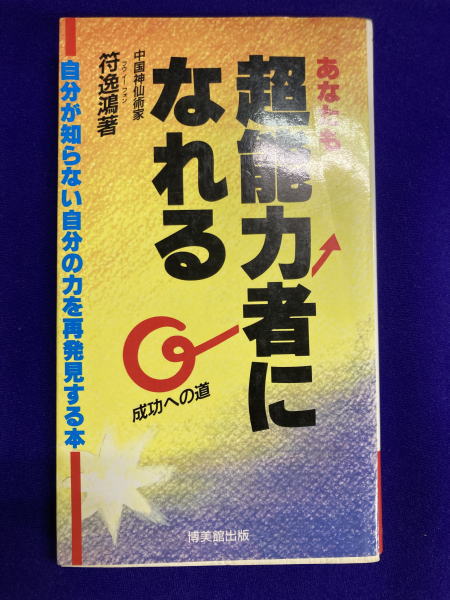 あなたも
超能力者に
なれる
成功への道
中国神仙術家
フウ・イー・フォン
符逸鴻著
自分が知らない自分の力を再発見する本
博美館出版